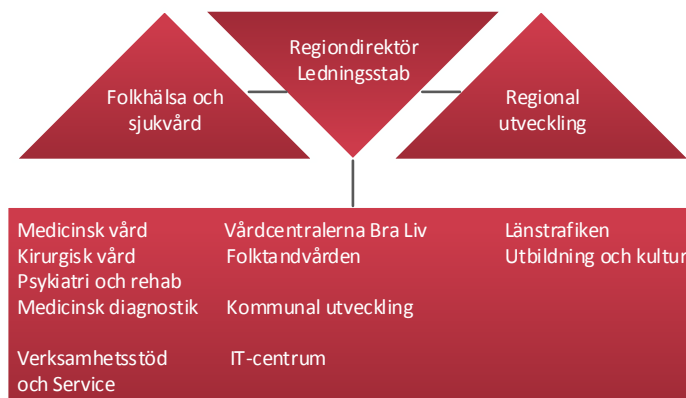 Regiondirektör
Ledningsstab
Folkhälsa och
sjukvård
Regional
utveckling
Medicinsk vård
Kirurgisk vård
Psykiatri och rehab
Medicinsk diagnostik
Verksamhetsstöd
och Service
Vårdcentralerna Bra Liv
Folktandvården
Kommunal utveckling
IT-centrum
Länstrafiken
Utbildning och kultur